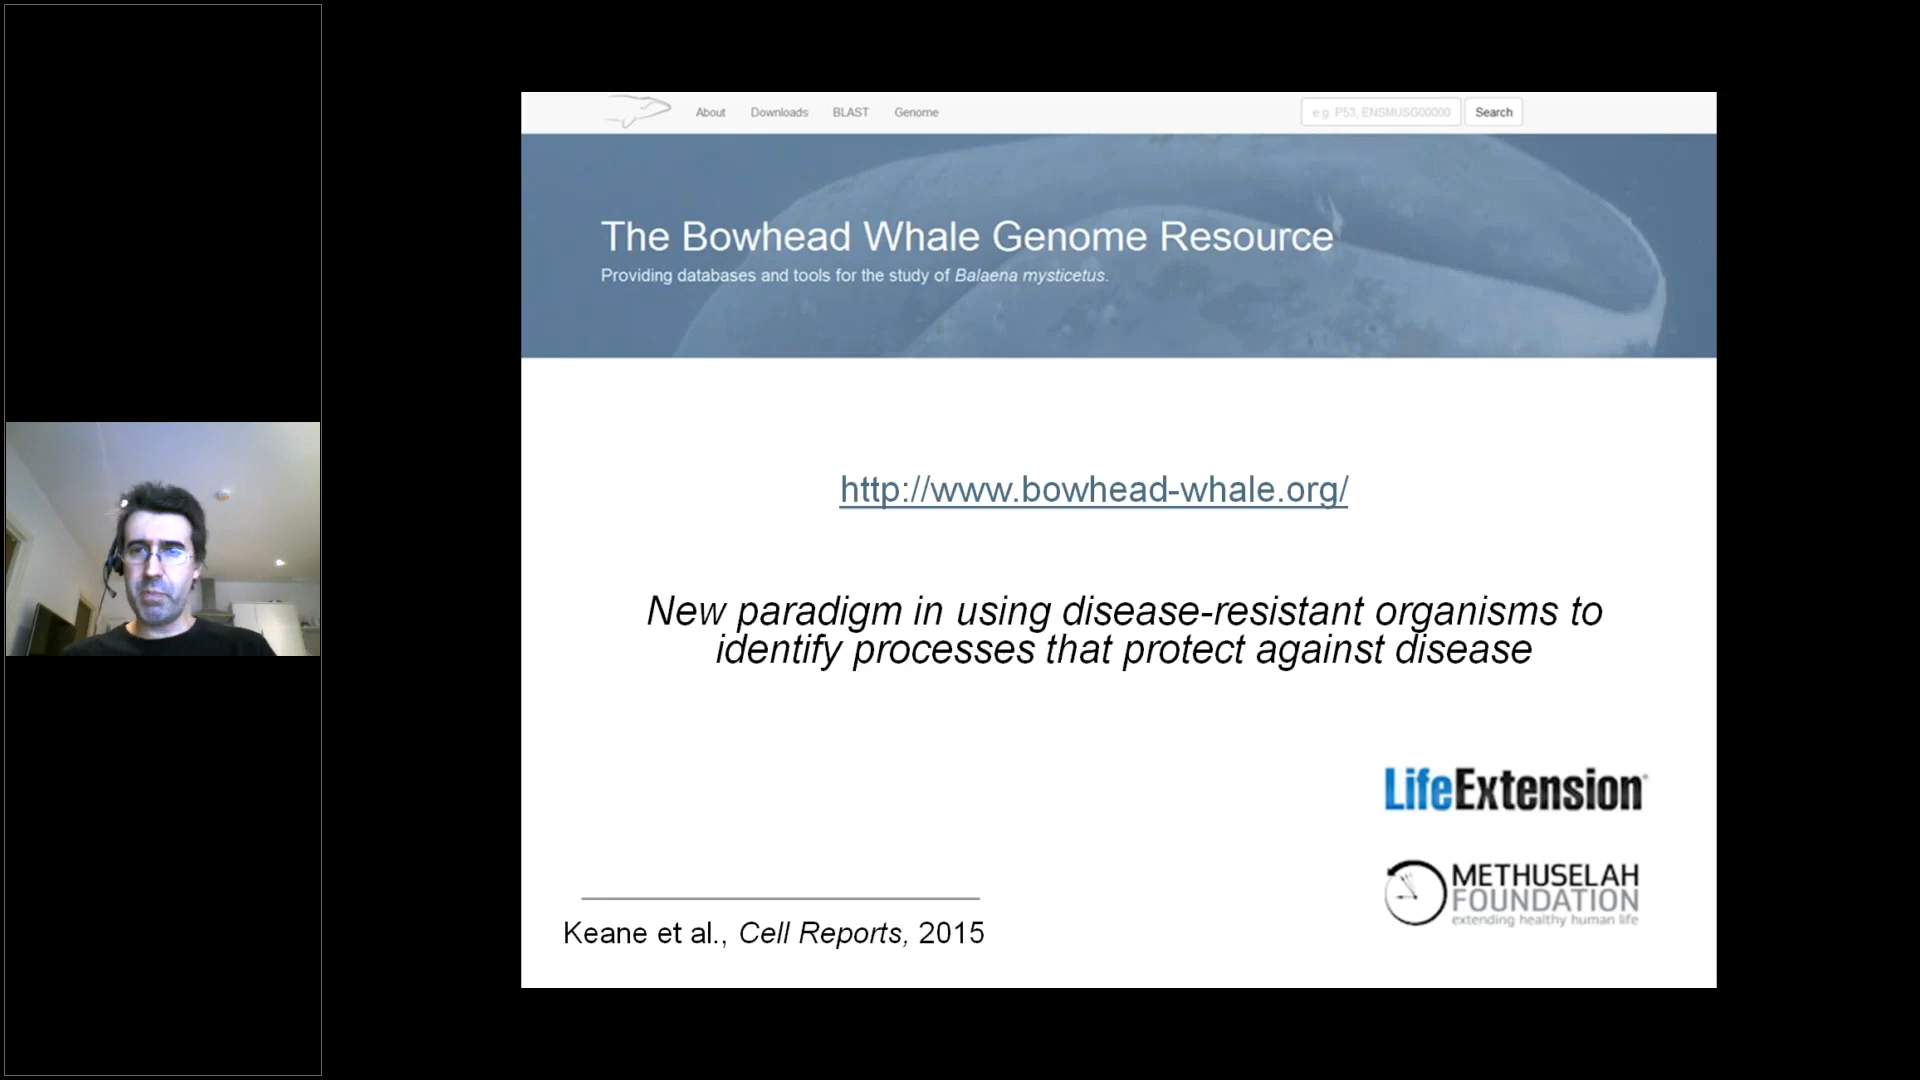 About Downloads BLAST Genome e.g. P53, ENSMUSG00000 Search
The Bowhead Whale Genome Resource
Providing databases and tools for the study of Balaena mysticetus.
http://www.bowhead-whale.org/
New paradigm in using disease-resistant organisms to
identify processes that protect against disease
LifeExtension
METHUSELAH
FOUNDATION
extending healthy human life
Keane et al., Cell Reports, 2015